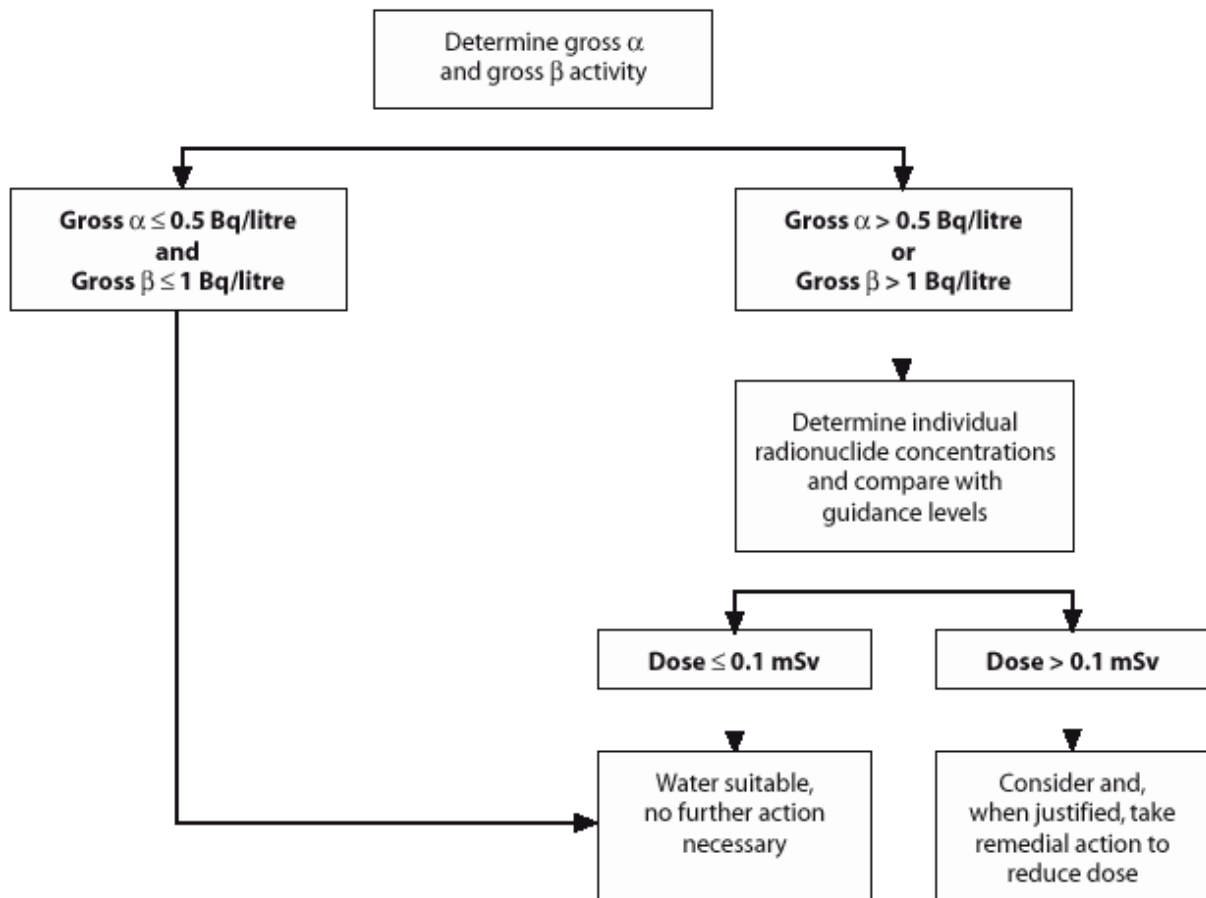 Determine gross α
and gross β activity
Gross α ≤ 0.5 Bq/litre
and
Gross β ≤ 1 Bq/litre
Gross α > 0.5 Bq/litre
or
Gross β > 1 Bq/litre
Determine individual
radionuclide concentrations
and compare with
guidance levels
Dose ≤ 0.1 mSv
Dose > 0.1 mSv
Water suitable,
no further action
necessary
Consider and,
when justified, take
remedial action to
reduce dose